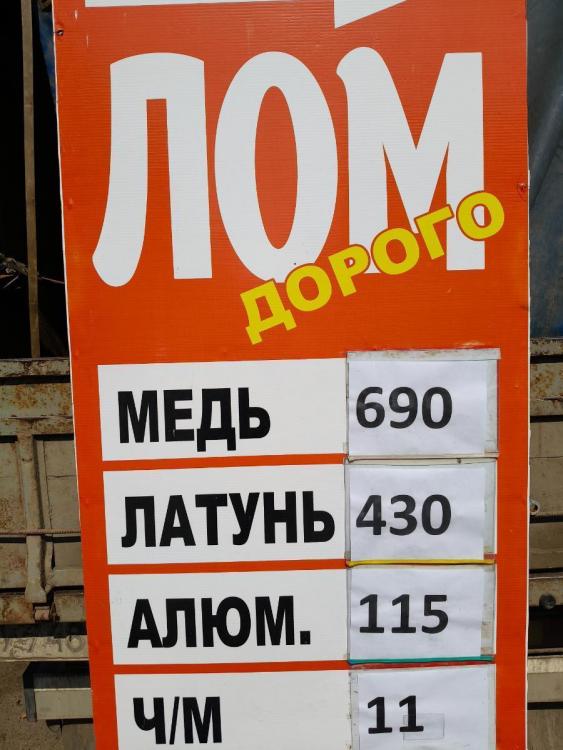 ЛОМ
ДОРОГО
МЕДЬ 690
ЛАТУНЬ 430
АЛЮМ. 115
Ч/М 11